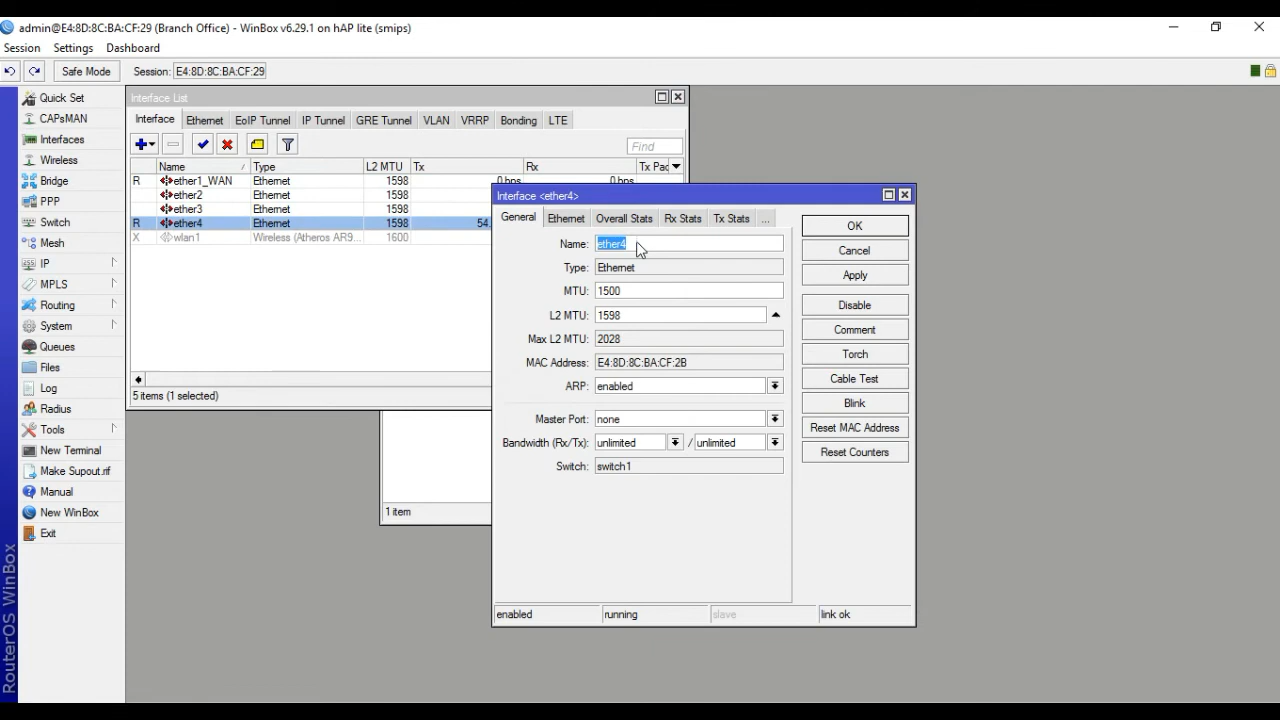 admin@E4:8D:8C:BA:CF:29 (Branch Office) - WinBox v6.29.1 on hAP lite (smips)
Session Settings Dashboard
Safe Mode Session: E4:8D:8C:BA:CF:29
Quick Set
CAPsMAN
Interfaces
Wireless
Bridge
PPP
Switch
Mesh
IP
MPLS
Routing
System
Queues
Files
Log
Radius
Tools
New Terminal
Make Supout.rif
Manual
New WinBox
Exit
RouterOS WinBox
Interface List
Interface Ethernet EoIP Tunnel IP Tunnel GRE Tunnel VLAN VRRP Bonding LTE
Find
Name / Type L2 MTU Tx Rx Tx Pac
R ether1_WAN Ethernet 1598 0 bps 0 bps
ether2 Ethernet 1598
ether3 Ethernet 1598
R ether4 Ethernet 1598 54.
X wlan1 Wireless (Atheros AR9... 1600
5 items (1 selected)
1 item
Interface <ether4>
General Ethernet Overall Stats Rx Stats Tx Stats ...
Name: ether4
Type: Ethernet
MTU: 1500
L2 MTU: 1598
Max L2 MTU: 2028
MAC Address: E4:8D:8C:BA:CF:2B
ARP: enabled
Master Port: none
Bandwidth (Rx/Tx): unlimited / unlimited
Switch: switch1
OK
Cancel
Apply
Disable
Comment
Torch
Cable Test
Blink
Reset MAC Address
Reset Counters
enabled running slave link ok